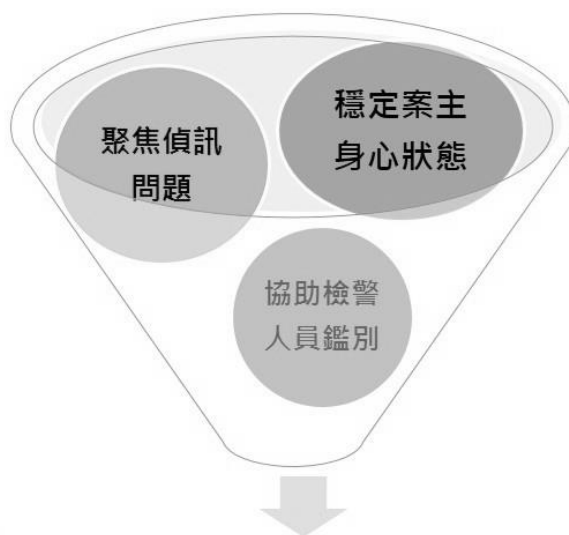 聚焦偵訊
問題
穩定案主
身心狀態
協助檢警
人員鑑別